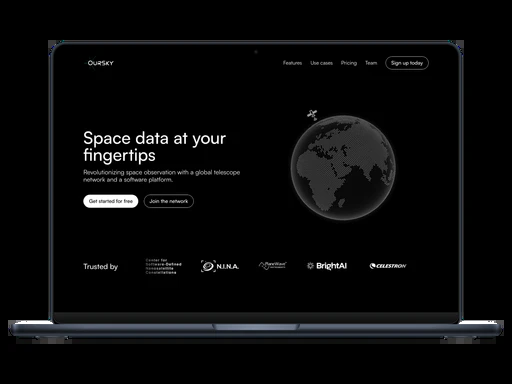 OURSKY
Features
Use cases
Pricing
Team
Sign up today
Space data at your
fingertips
Revolutionizing space observation with a global telescope
network and a software platform.
Get started for free
Join the network
Trusted by
Center for
Software-Defined
Nanosatellite
Constellations
N.I.N.A.
PlaneWave
BrightAI
CELESTRON